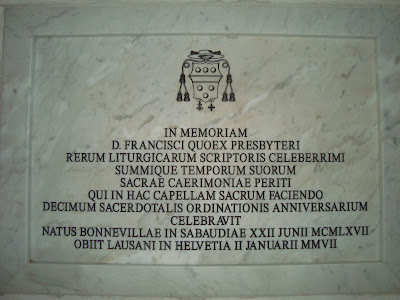 IN MEMORIAM
D. FRANCISCI QUOEX PRESBYTERI
RERUM LITURGICARUM SCRIPTORIS CELEBERRIMI
SUMMIQUE TEMPORUM SUORUM
SACRAE CAERIMONIAE PERITI
QUI IN HAC CAPELLAM SACRUM FACIENDO
DECIMUM SACERDOTALIS ORDINATIONIS ANNIVERSARIUM
CELEBRAVIT
NATUS BONNEVILLAE IN SABAUDIAE XXII JUNII MCMLXVII
OBIIT LAUSANI IN HELVETIA II JANUARII MMVII